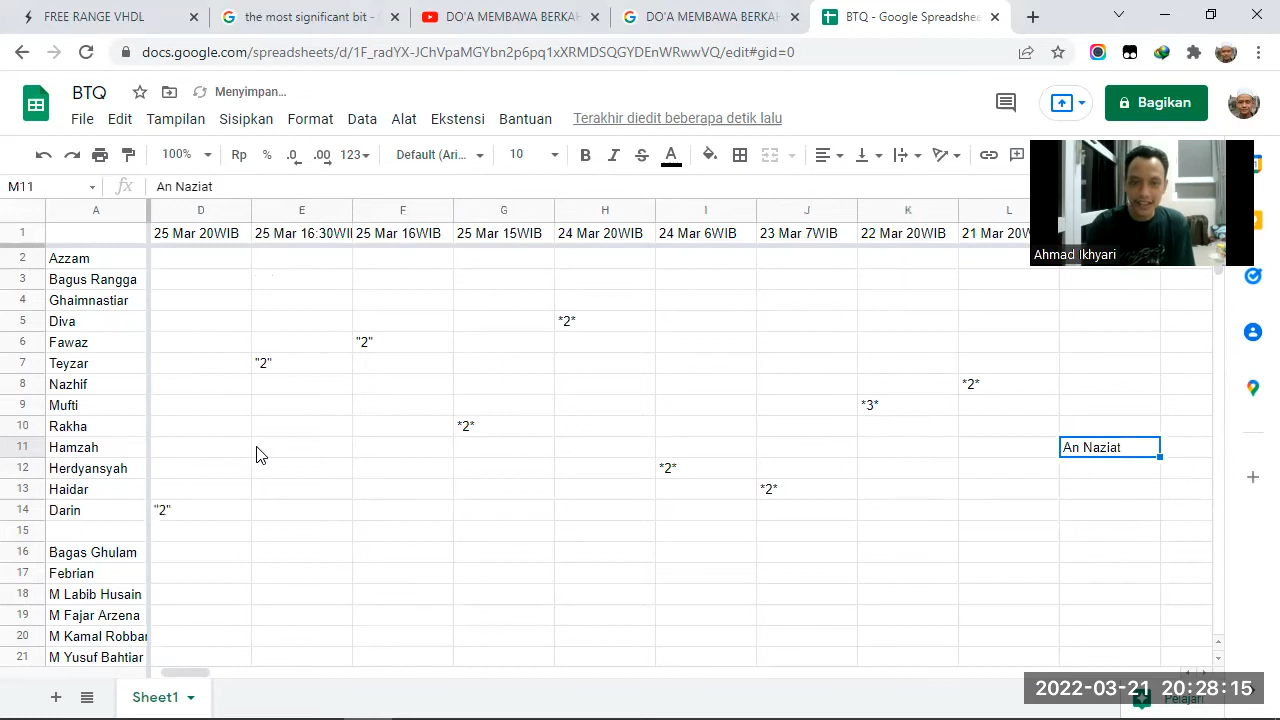 FREE RANGE TYPOL
the most significant bit -
DO'A MEMBAWA BERKAH
DO'A MEMBAWA BERKAH
BTQ - Google Spreadshee
docs.google.com/spreadsheets/d/1F_radYX-JChVpaMGYbn2p6pq1xXRMDSQGYDEnWRwwVQ/edit#gid=0
BTQ
Menyimpan...
File Edit Tampilan Sisipkan Format Data Alat Ekstensi Bantuan Terakhir diedit beberapa detik lalu
Bagikan
100% Rp % .0 .00 123 Default (Ari... 10 B I S A
M11 fx An Naziat
A D E F G H I J K L
1 25 Mar 20WIB 25 Mar 16:30WI 25 Mar 16WIB 25 Mar 15WIB 24 Mar 20WIB 24 Mar 6WIB 23 Mar 7WIB 22 Mar 20WIB 21 Mar 20W
Ahmad Ikhyari
2 Azzam
3 Bagus Rangga
4 Ghaimnastiar
5 Diva *2*
6 Fawaz "2"
7 Teyzar "2"
8 Nazhif *2*
9 Mufti *3*
10 Rakha *2*
11 Hamzah An Naziat
12 Herdyansyah *2*
13 Haidar *2*
14 Darin "2"
15
16 Bagas Ghulam
17 Febrian
18 M Labib Husain
19 M Fajar Arzena
20 M Kamal Robbar
21 M Yusuf Bahtiar
Sheet1
2022-03-21 20:28:15
Pelajari